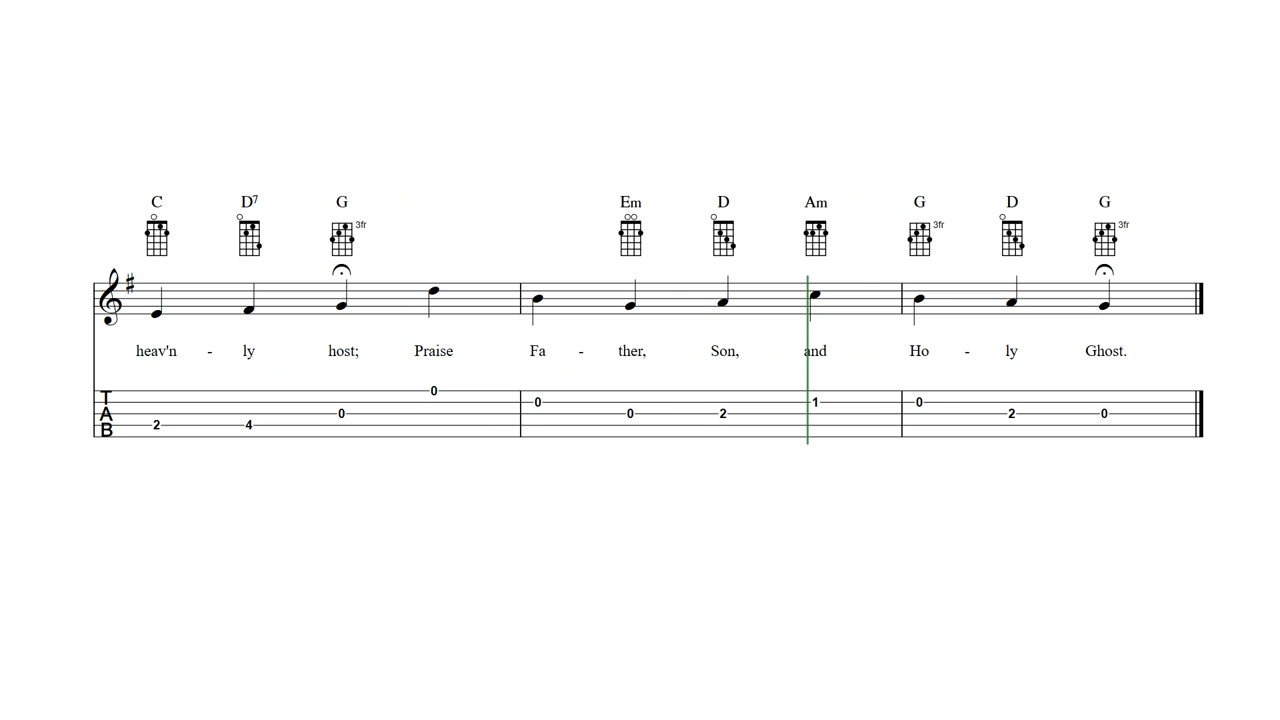 C D7 G Em D Am G D G
3fr 3fr 3fr
heav'n - ly host; Praise Fa - ther, Son, and Ho - ly Ghost.
0
0 1 0
T 0 0 2 2 0
A 2 4
B